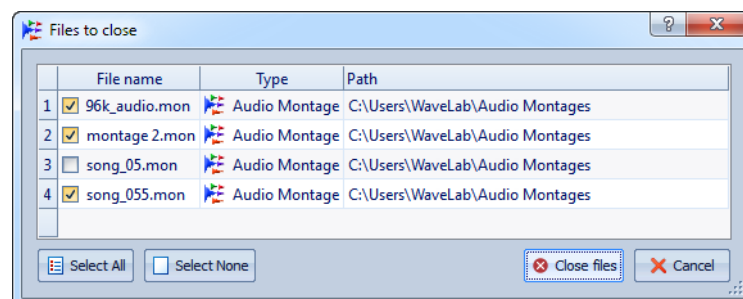 Files to close
File name Type Path
1 96k_audio.mon Audio Montage C:\Users\WaveLab\Audio Montages
2 montage 2.mon Audio Montage C:\Users\WaveLab\Audio Montages
3 song_05.mon Audio Montage C:\Users\WaveLab\Audio Montages
4 song_055.mon Audio Montage C:\Users\WaveLab\Audio Montages
Select All Select None Close files Cancel